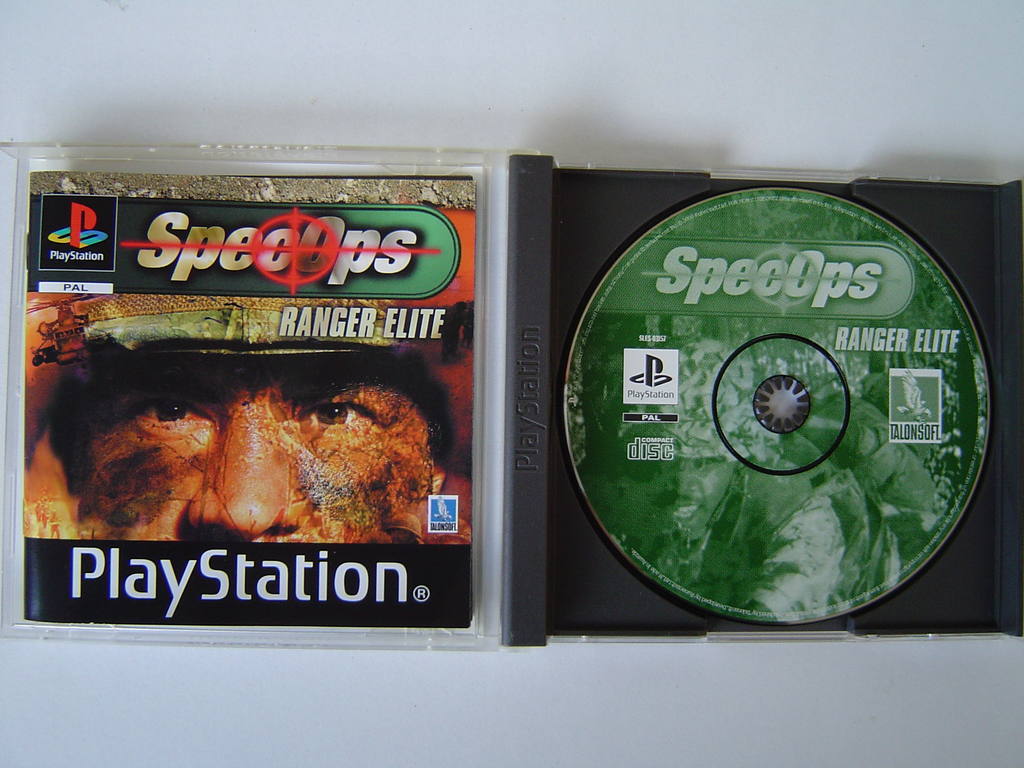 PlayStation
PAL
SpecOps
RANGER ELITE
TALONSOFT
PlayStation®
PlayStation
SpecOps
RANGER ELITE
PlayStation
PAL
COMPACT
disc
TALONSOFT